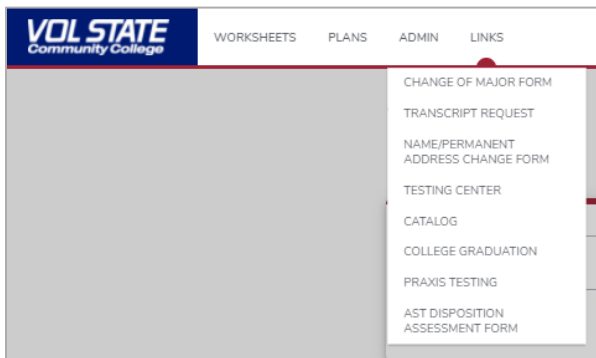 VOL STATE
Community College
WORKSHEETS PLANS ADMIN LINKS
CHANGE OF MAJOR FORM
TRANSCRIPT REQUEST
NAME/PERMANENT
ADDRESS CHANGE FORM
TESTING CENTER
CATALOG
COLLEGE GRADUATION
PRAXIS TESTING
AST DISPOSITION
ASSESSMENT FORM